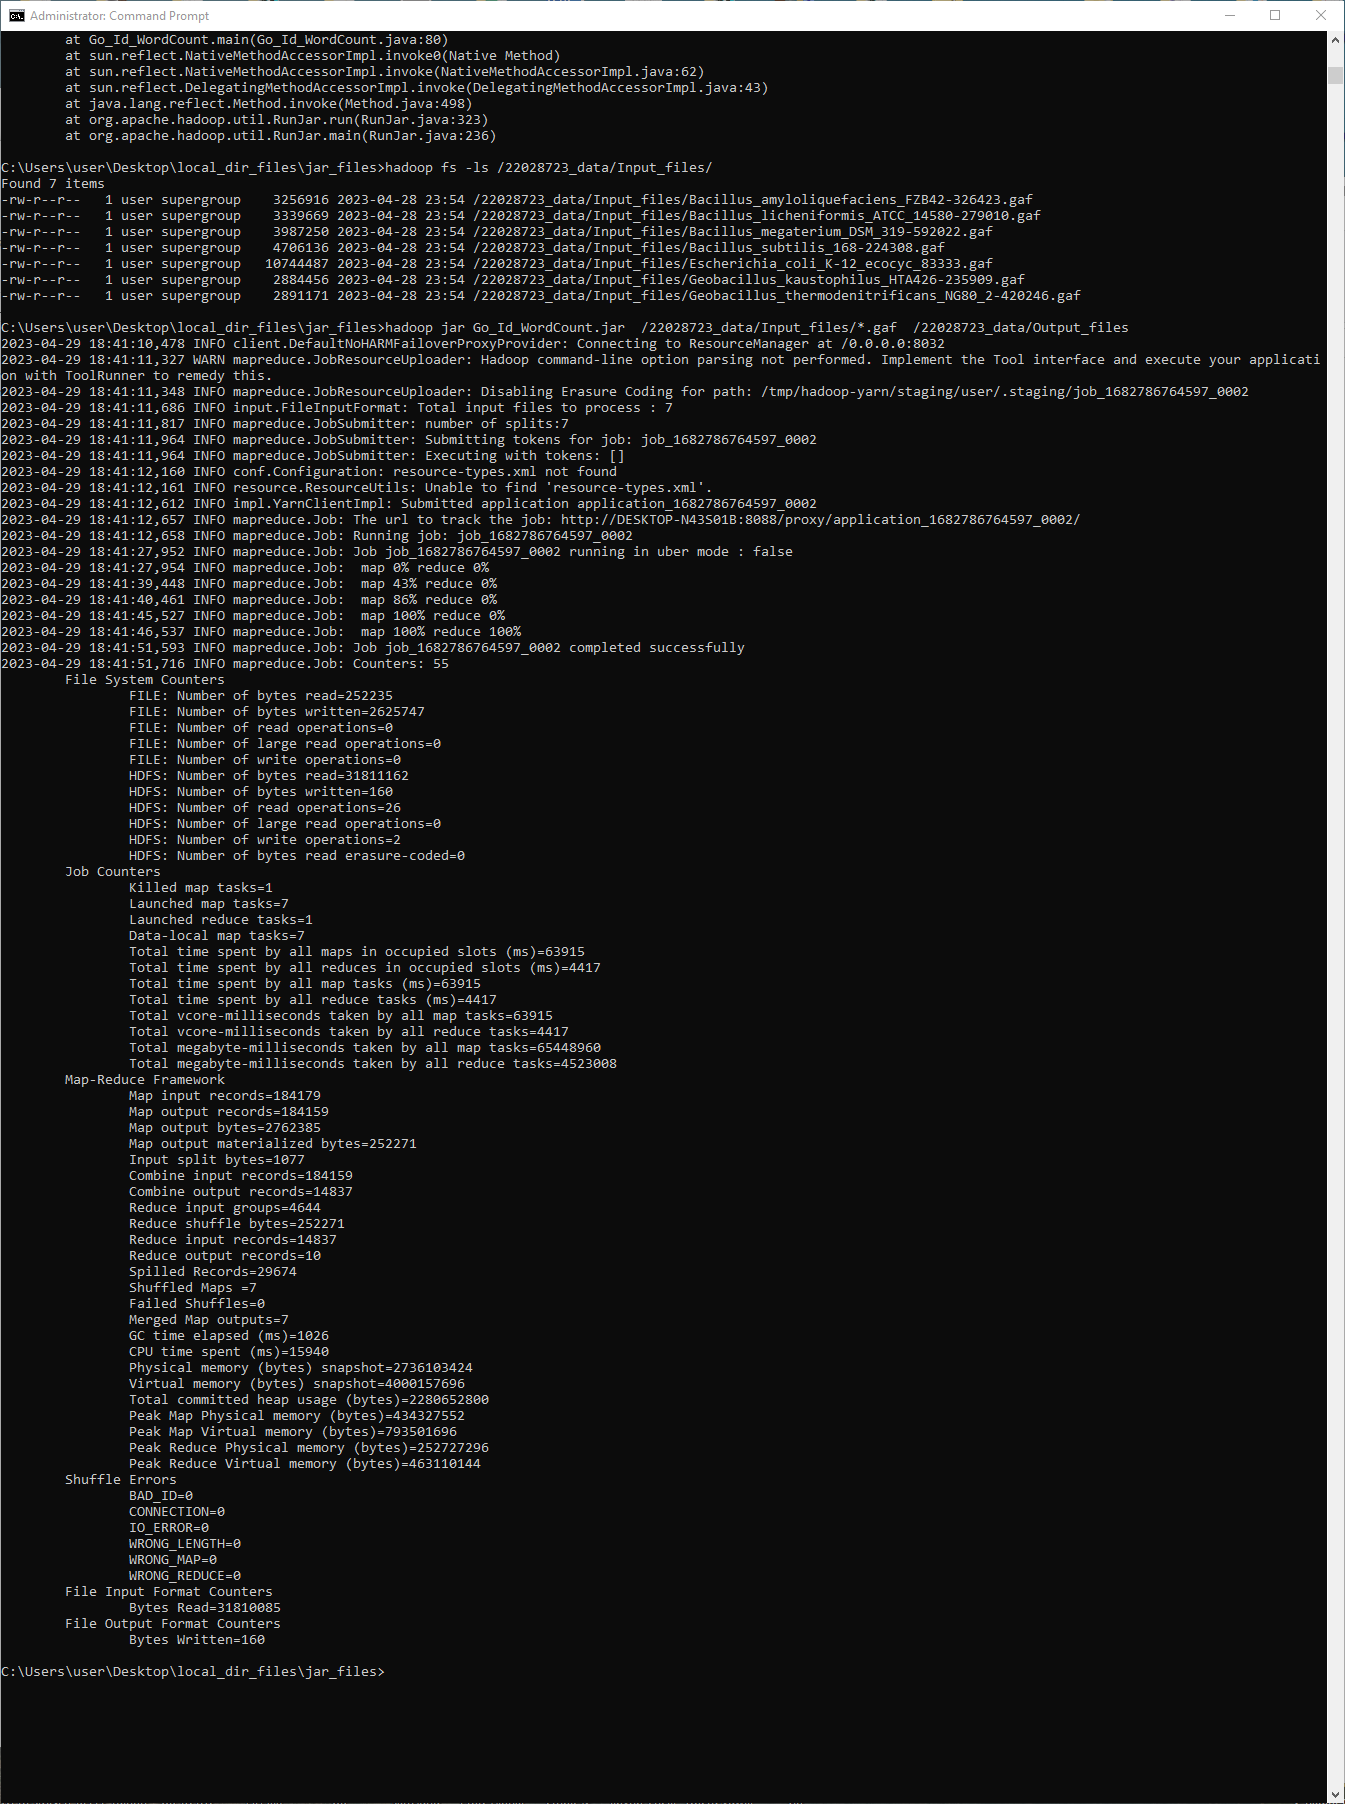 Administrator: Command Prompt
at Go_Id_WordCount.main(Go_Id_WordCount.java:80)
at sun.reflect.NativeMethodAccessorImpl.invoke0(Native Method)
at sun.reflect.NativeMethodAccessorImpl.invoke(NativeMethodAccessorImpl.java:62)
at sun.reflect.DelegatingMethodAccessorImpl.invoke(DelegatingMethodAccessorImpl.java:43)
at java.lang.reflect.Method.invoke(Method.java:498)
at org.apache.hadoop.util.RunJar.run(RunJar.java:323)
at org.apache.hadoop.util.RunJar.main(RunJar.java:236)
C:\Users\user\Desktop\local_dir_files\jar_files>hadoop fs -ls /22028723_data/Input_files/
Found 7 items
-rw-r--r--   1 user supergroup    3256916 2023-04-28 23:54 /22028723_data/Input_files/Bacillus_amyloliquefaciens_FZB42-326423.gaf
-rw-r--r--   1 user supergroup    3339669 2023-04-28 23:54 /22028723_data/Input_files/Bacillus_licheniformis_ATCC_14580-279010.gaf
-rw-r--r--   1 user supergroup    3987250 2023-04-28 23:54 /22028723_data/Input_files/Bacillus_megaterium_DSM_319-592022.gaf
-rw-r--r--   1 user supergroup    4706136 2023-04-28 23:54 /22028723_data/Input_files/Bacillus_subtilis_168-224308.gaf
-rw-r--r--   1 user supergroup   10744487 2023-04-28 23:54 /22028723_data/Input_files/Escherichia_coli_K-12_ecocyc_83333.gaf
-rw-r--r--   1 user supergroup    2884456 2023-04-28 23:54 /22028723_data/Input_files/Geobacillus_kaustophilus_HTA426-235909.gaf
-rw-r--r--   1 user supergroup    2891171 2023-04-28 23:54 /22028723_data/Input_files/Geobacillus_thermodenitrificans_NG80_2-420246.gaf
C:\Users\user\Desktop\local_dir_files\jar_files>hadoop jar Go_Id_WordCount.jar  /22028723_data/Input_files/*.gaf  /22028723_data/Output_files
2023-04-29 18:41:10,478 INFO client.DefaultNoHARMFailoverProxyProvider: Connecting to ResourceManager at /0.0.0.0:8032
2023-04-29 18:41:11,327 WARN mapreduce.JobResourceUploader: Hadoop command-line option parsing not performed. Implement the Tool interface and execute your applicati
on with ToolRunner to remedy this.
2023-04-29 18:41:11,348 INFO mapreduce.JobResourceUploader: Disabling Erasure Coding for path: /tmp/hadoop-yarn/staging/user/.staging/job_1682786764597_0002
2023-04-29 18:41:11,686 INFO input.FileInputFormat: Total input files to process : 7
2023-04-29 18:41:11,817 INFO mapreduce.JobSubmitter: number of splits:7
2023-04-29 18:41:11,964 INFO mapreduce.JobSubmitter: Submitting tokens for job: job_1682786764597_0002
2023-04-29 18:41:11,964 INFO mapreduce.JobSubmitter: Executing with tokens: []
2023-04-29 18:41:12,160 INFO conf.Configuration: resource-types.xml not found
2023-04-29 18:41:12,161 INFO resource.ResourceUtils: Unable to find 'resource-types.xml'.
2023-04-29 18:41:12,612 INFO impl.YarnClientImpl: Submitted application application_1682786764597_0002
2023-04-29 18:41:12,657 INFO mapreduce.Job: The url to track the job: http://DESKTOP-N43S01B:8088/proxy/application_1682786764597_0002/
2023-04-29 18:41:12,658 INFO mapreduce.Job: Running job: job_1682786764597_0002
2023-04-29 18:41:27,952 INFO mapreduce.Job: Job job_1682786764597_0002 running in uber mode : false
2023-04-29 18:41:27,954 INFO mapreduce.Job:  map 0% reduce 0%
2023-04-29 18:41:39,448 INFO mapreduce.Job:  map 43% reduce 0%
2023-04-29 18:41:40,461 INFO mapreduce.Job:  map 86% reduce 0%
2023-04-29 18:41:45,527 INFO mapreduce.Job:  map 100% reduce 0%
2023-04-29 18:41:46,537 INFO mapreduce.Job:  map 100% reduce 100%
2023-04-29 18:41:51,593 INFO mapreduce.Job: Job job_1682786764597_0002 completed successfully
2023-04-29 18:41:51,716 INFO mapreduce.Job: Counters: 55
File System Counters
FILE: Number of bytes read=252235
FILE: Number of bytes written=2625747
FILE: Number of read operations=0
FILE: Number of large read operations=0
FILE: Number of write operations=0
HDFS: Number of bytes read=31811162
HDFS: Number of bytes written=160
HDFS: Number of read operations=26
HDFS: Number of large read operations=0
HDFS: Number of write operations=2
HDFS: Number of bytes read erasure-coded=0
Job Counters
Killed map tasks=1
Launched map tasks=7
Launched reduce tasks=1
Data-local map tasks=7
Total time spent by all maps in occupied slots (ms)=63915
Total time spent by all reduces in occupied slots (ms)=4417
Total time spent by all map tasks (ms)=63915
Total time spent by all reduce tasks (ms)=4417
Total vcore-milliseconds taken by all map tasks=63915
Total vcore-milliseconds taken by all reduce tasks=4417
Total megabyte-milliseconds taken by all map tasks=65448960
Total megabyte-milliseconds taken by all reduce tasks=4523008
Map-Reduce Framework
Map input records=184179
Map output records=184159
Map output bytes=2762385
Map output materialized bytes=252271
Input split bytes=1077
Combine input records=184159
Combine output records=14837
Reduce input groups=4644
Reduce shuffle bytes=252271
Reduce input records=14837
Reduce output records=10
Spilled Records=29674
Shuffled Maps =7
Failed Shuffles=0
Merged Map outputs=7
GC time elapsed (ms)=1026
CPU time spent (ms)=15940
Physical memory (bytes) snapshot=2736103424
Virtual memory (bytes) snapshot=4000157696
Total committed heap usage (bytes)=2280652800
Peak Map Physical memory (bytes)=434327552
Peak Map Virtual memory (bytes)=793501696
Peak Reduce Physical memory (bytes)=252727296
Peak Reduce Virtual memory (bytes)=463110144
Shuffle Errors
BAD_ID=0
CONNECTION=0
IO_ERROR=0
WRONG_LENGTH=0
WRONG_MAP=0
WRONG_REDUCE=0
File Input Format Counters
Bytes Read=31810085
File Output Format Counters
Bytes Written=160
C:\Users\user\Desktop\local_dir_files\jar_files>